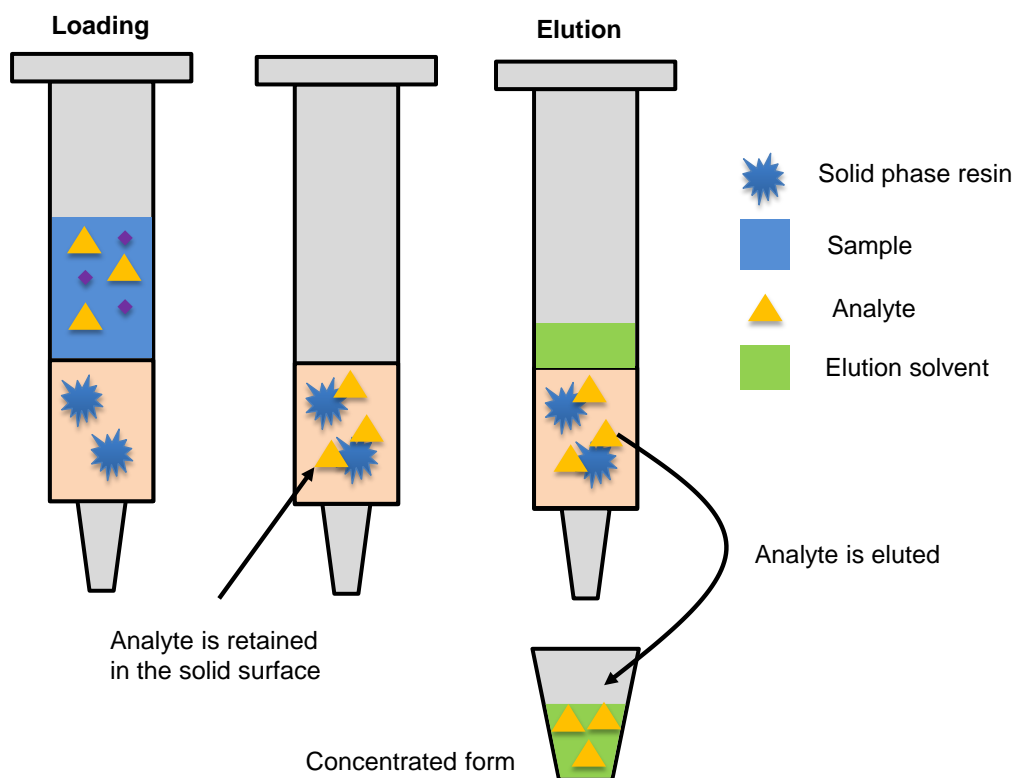 Loading
Elution
Solid phase resin
Sample
Analyte
Elution solvent
Analyte is eluted
Analyte is retained
in the solid surface
Concentrated form